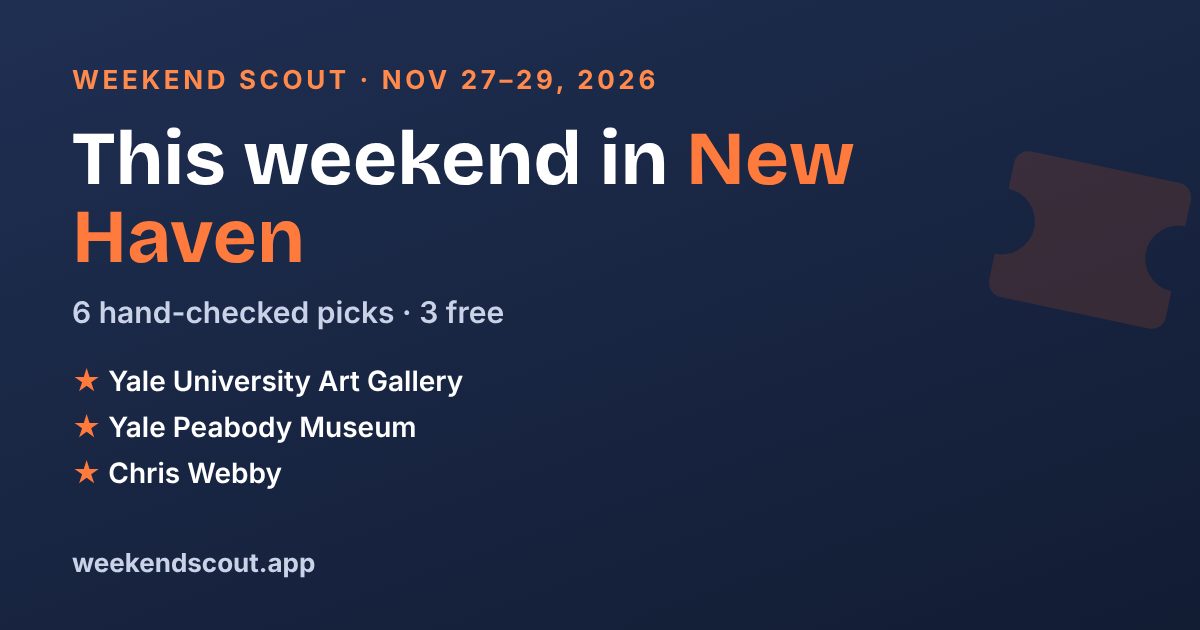 WEEKEND SCOUT · NOV 27–29, 2026
This weekend in New
Haven
6 hand-checked picks · 3 free
★ Yale University Art Gallery
★ Yale Peabody Museum
★ Chris Webby
weekendscout.app